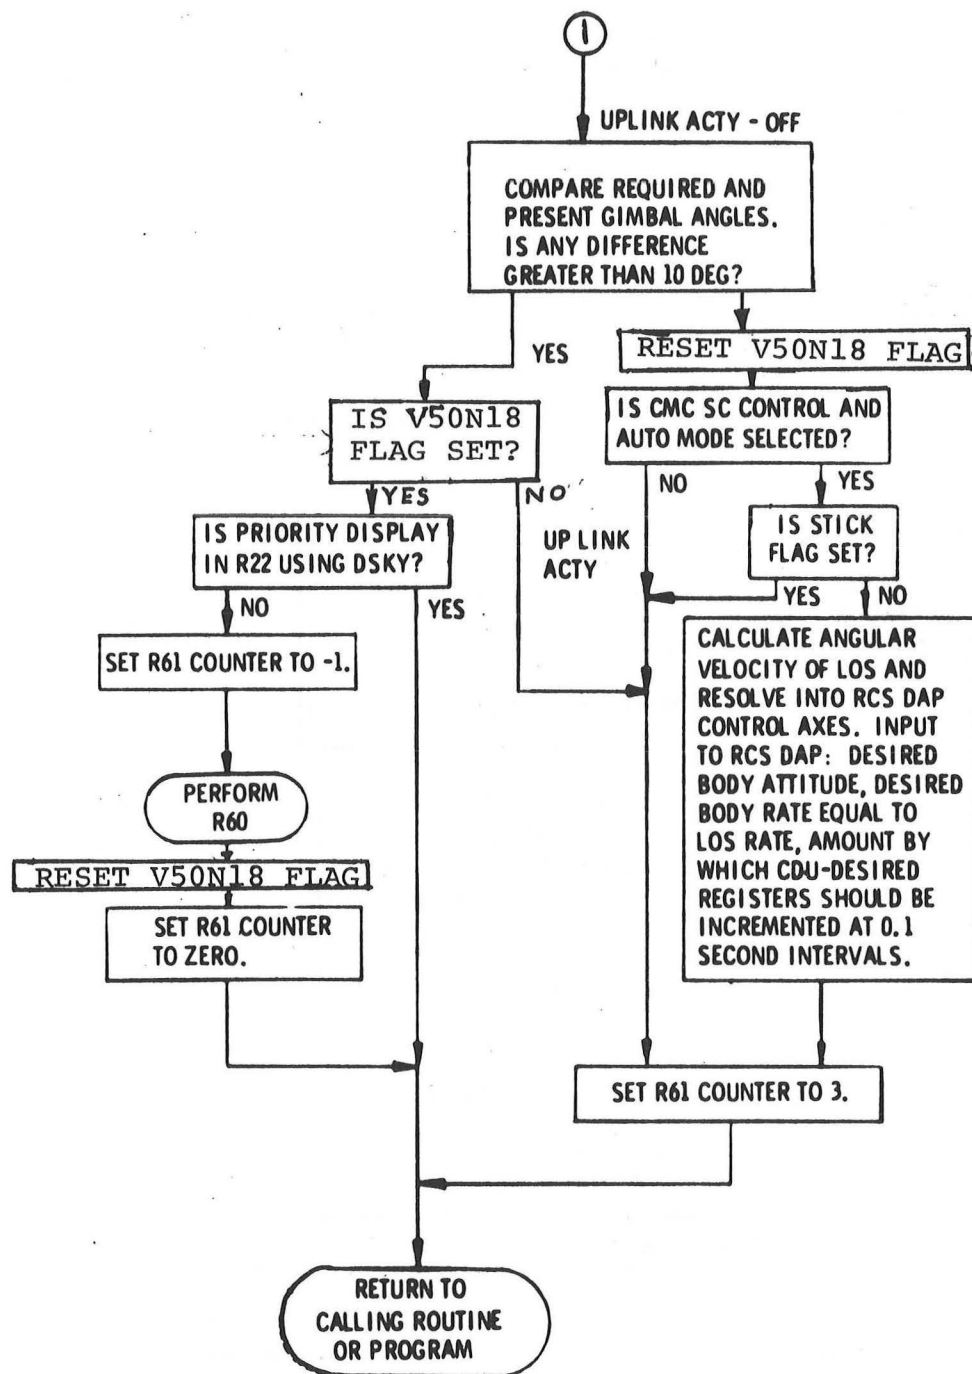 1
UPLINK ACTY - OFF
COMPARE REQUIRED AND
PRESENT GIMBAL ANGLES.
IS ANY DIFFERENCE
GREATER THAN 10 DEG?
YES
RESET V50N18 FLAG
IS V50N18
FLAG SET?
IS CMC SC CONTROL AND
AUTO MODE SELECTED?
YES
NO
NO
YES
IS PRIORITY DISPLAY
IN R22 USING DSKY?
UP LINK
ACTY
IS STICK
FLAG SET?
NO
YES
YES
NO
SET R61 COUNTER TO -1.
CALCULATE ANGULAR
VELOCITY OF LOS AND
RESOLVE INTO RCS DAP
CONTROL AXES. INPUT
TO RCS DAP: DESIRED
BODY ATTITUDE, DESIRED
BODY RATE EQUAL TO
LOS RATE, AMOUNT BY
WHICH CDU-DESIRED
REGISTERS SHOULD BE
INCREMENTED AT 0.1
SECOND INTERVALS.
PERFORM
R60
RESET V50N18 FLAG
SET R61 COUNTER
TO ZERO.
SET R61 COUNTER TO 3.
RETURN TO
CALLING ROUTINE
OR PROGRAM